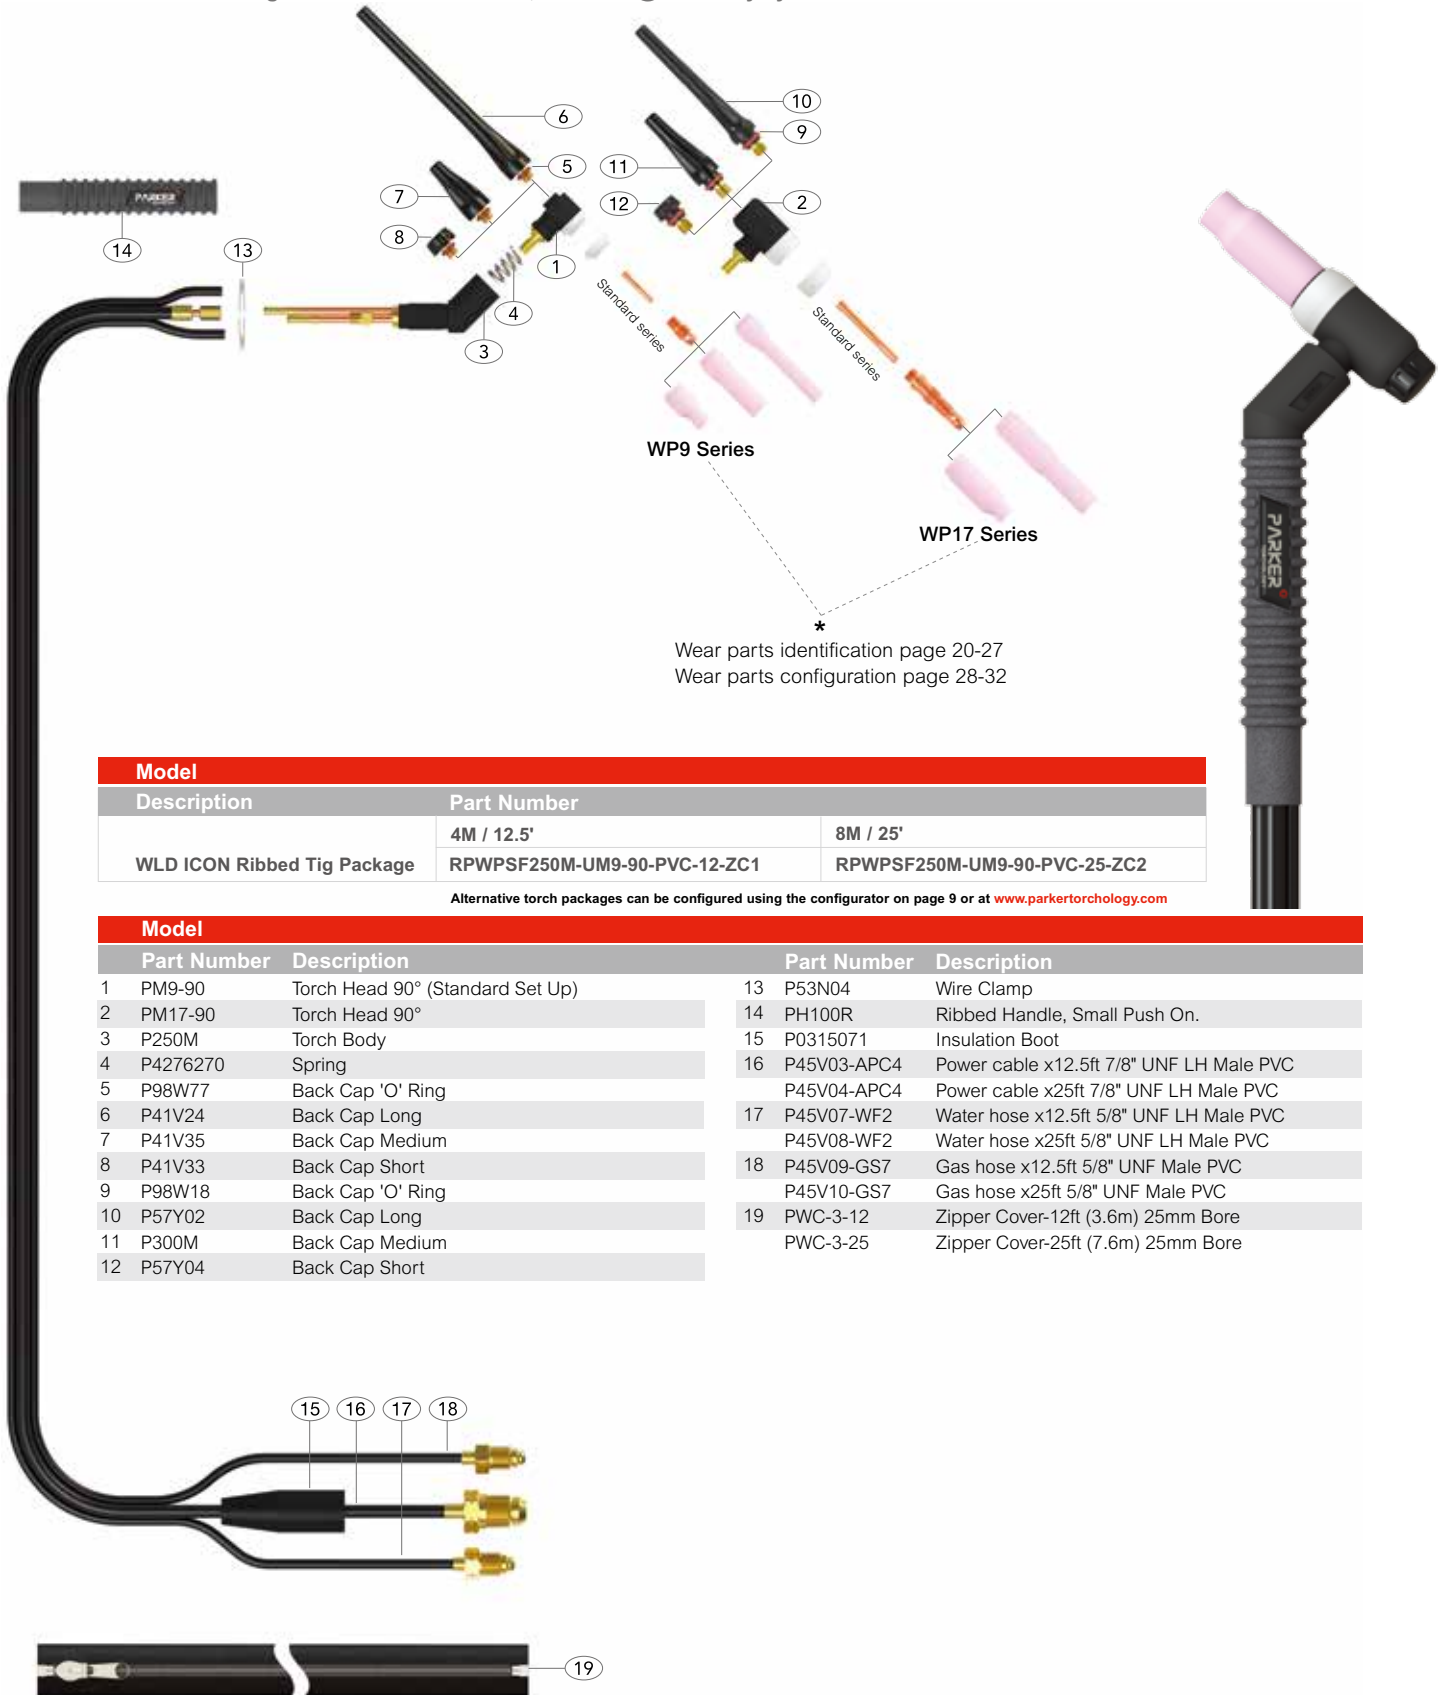 6
10
9
5
11
7
12
2
8
14
13
1
4
3
PARKER
Standard series
Standard series
WP9 Series
WP17 Series
PARKER
*
Wear parts identification page 20-27
Wear parts configuration page 28-32
Model
Description Part Number
4M / 12.5' 8M / 25'
WLD ICON Ribbed Tig Package RPWPSF250M-UM9-90-PVC-12-ZC1 RPWPSF250M-UM9-90-PVC-25-ZC2
Alternative torch packages can be configured using the configurator on page 9 or at www.parkertorchology.com
Model
Part Number Description
1 PM9-90 Torch Head 90° (Standard Set Up)
2 PM17-90 Torch Head 90°
3 P250M Torch Body
4 P4276270 Spring
5 P98W77 Back Cap 'O' Ring
6 P41V24 Back Cap Long
7 P41V35 Back Cap Medium
8 P41V33 Back Cap Short
9 P98W18 Back Cap 'O' Ring
10 P57Y02 Back Cap Long
11 P300M Back Cap Medium
12 P57Y04 Back Cap Short
Part Number Description
13 P53N04 Wire Clamp
14 PH100R Ribbed Handle, Small Push On.
15 P0315071 Insulation Boot
16 P45V03-APC4 Power cable x12.5ft 7/8" UNF LH Male PVC
P45V04-APC4 Power cable x25ft 7/8" UNF LH Male PVC
17 P45V07-WF2 Water hose x12.5ft 5/8" UNF LH Male PVC
P45V08-WF2 Water hose x25ft 5/8" UNF LH Male PVC
18 P45V09-GS7 Gas hose x12.5ft 5/8" UNF Male PVC
P45V10-GS7 Gas hose x25ft 5/8" UNF Male PVC
19 PWC-3-12 Zipper Cover-12ft (3.6m) 25mm Bore
PWC-3-25 Zipper Cover-25ft (7.6m) 25mm Bore
15
16
17
18
19